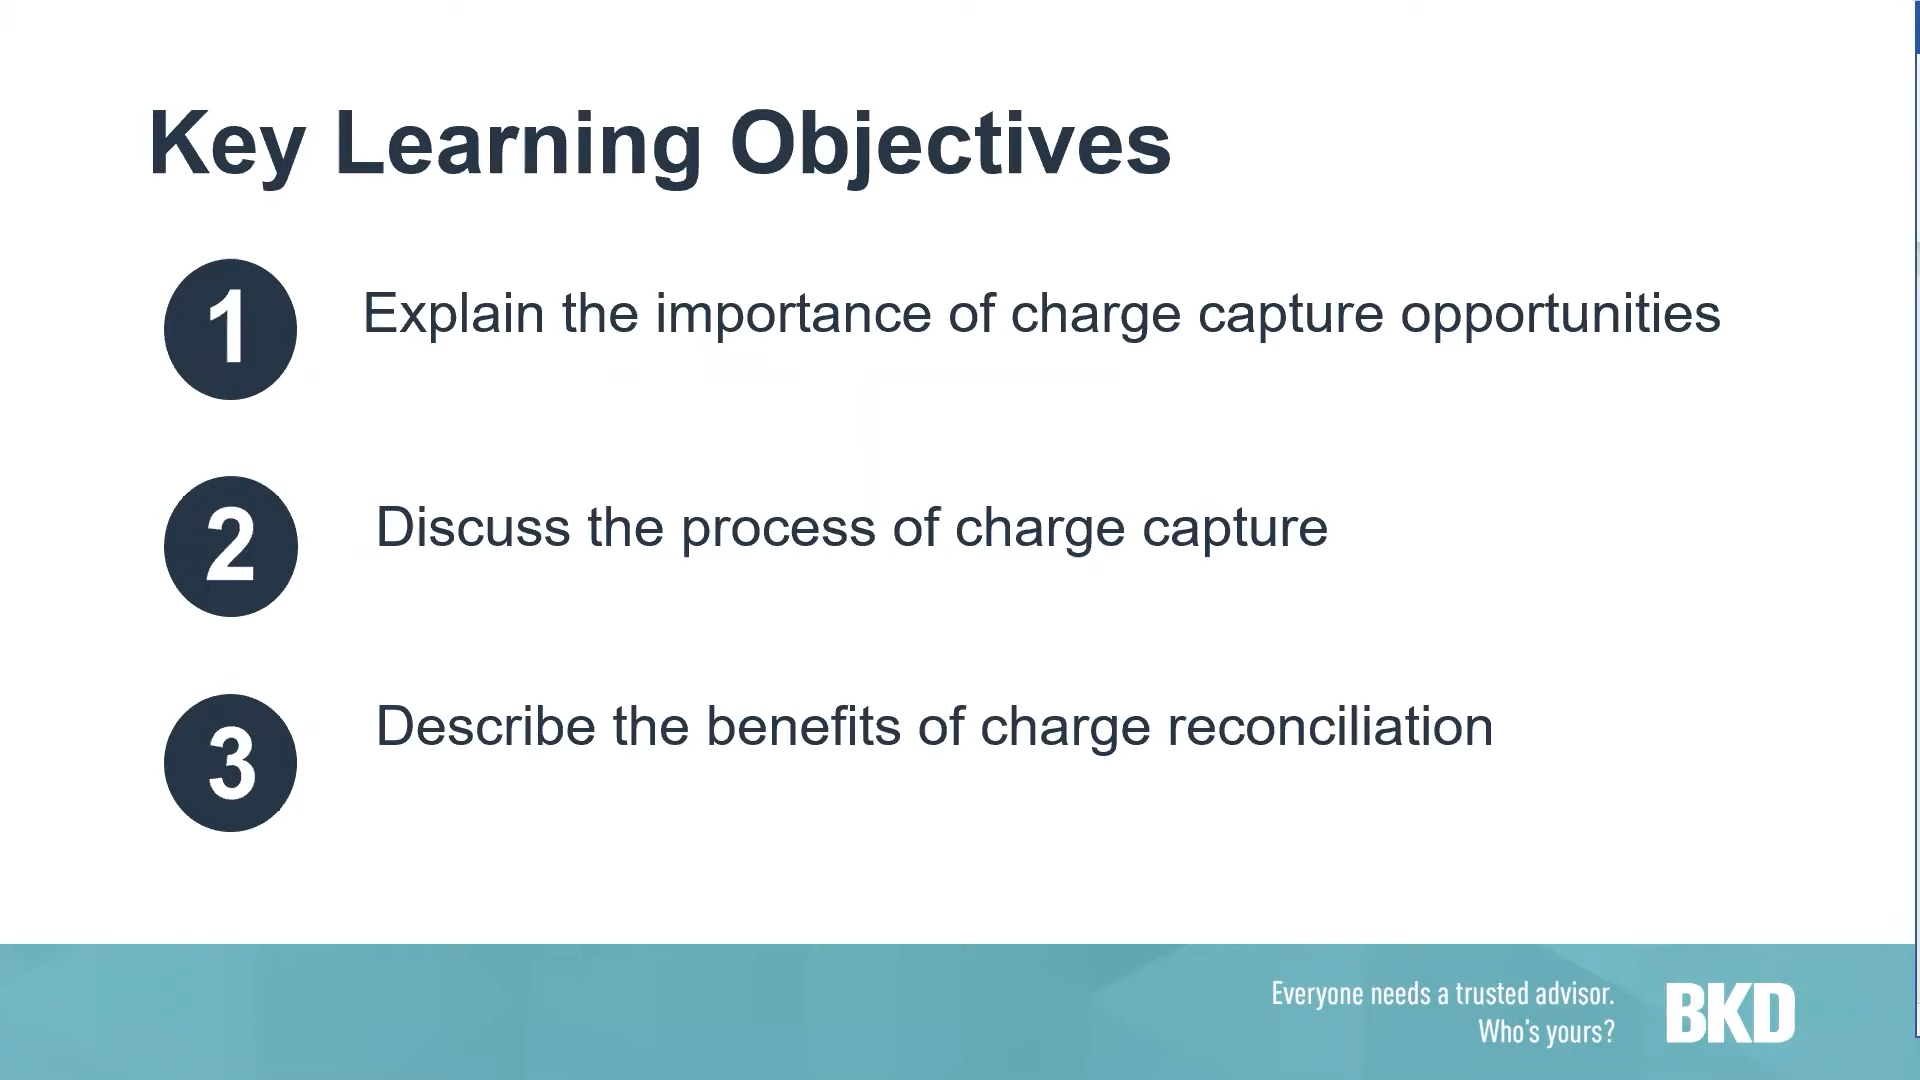 Key Learning Objectives
1
Explain the importance of charge capture opportunities
2
Discuss the process of charge capture
3
Describe the benefits of charge reconciliation
Everyone needs a trusted advisor.
Who's yours?
BKD